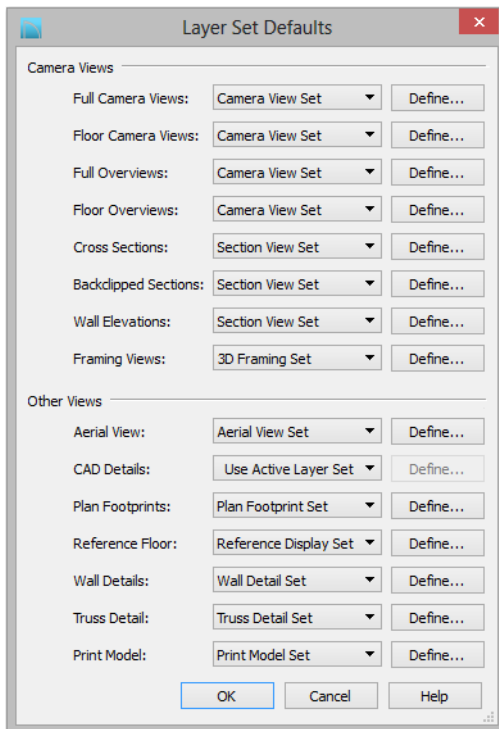 Layer Set Defaults
Camera Views
Full Camera Views: Camera View Set Define...
Floor Camera Views: Camera View Set Define...
Full Overviews: Camera View Set Define...
Floor Overviews: Camera View Set Define...
Cross Sections: Section View Set Define...
Backclipped Sections: Section View Set Define...
Wall Elevations: Section View Set Define...
Framing Views: 3D Framing Set Define...
Other Views
Aerial View: Aerial View Set Define...
CAD Details: Use Active Layer Set Define...
Plan Footprints: Plan Footprint Set Define...
Reference Floor: Reference Display Set Define...
Wall Details: Wall Detail Set Define...
Truss Detail: Truss Detail Set Define...
Print Model: Print Model Set Define...
OK Cancel Help